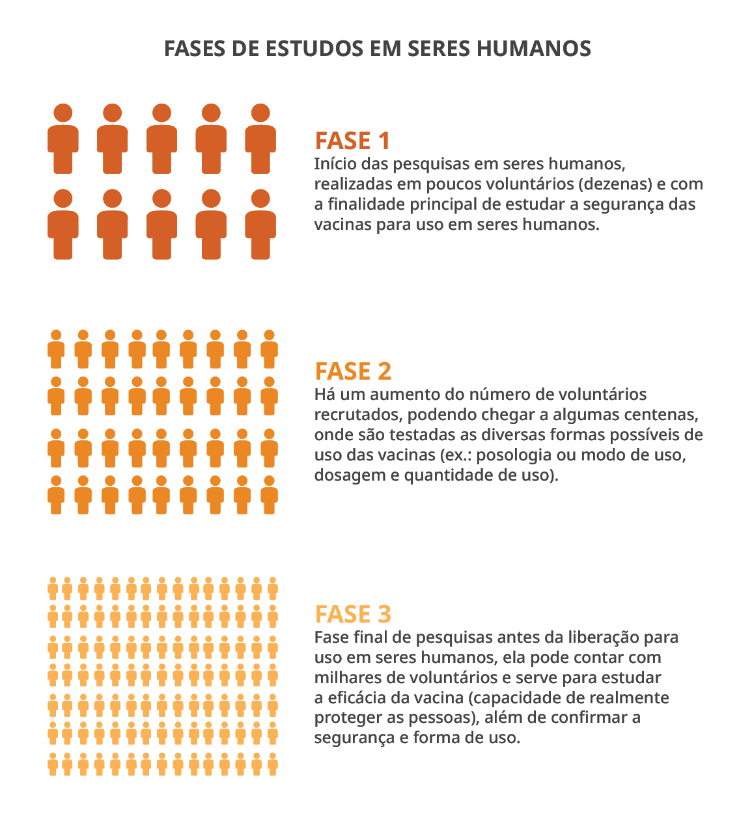 FASES DE ESTUDOS EM SERES HUMANOS
FASE 1
Início das pesquisas em seres humanos,
realizadas em poucos voluntários (dezenas) e com
a finalidade principal de estudar a segurança das
vacinas para uso em seres humanos.
FASE 2
Há um aumento do número de voluntários
recrutados, podendo chegar a algumas centenas,
onde são testadas as diversas formas possíveis de
uso das vacinas (ex.: posologia ou modo de uso,
dosagem e quantidade de uso).
FASE 3
Fase final de pesquisas antes da liberação para
uso em seres humanos, ela pode contar com
milhares de voluntários e serve para estudar
a eficácia da vacina (capacidade de realmente
proteger as pessoas), além de confirmar a
segurança e forma de uso.